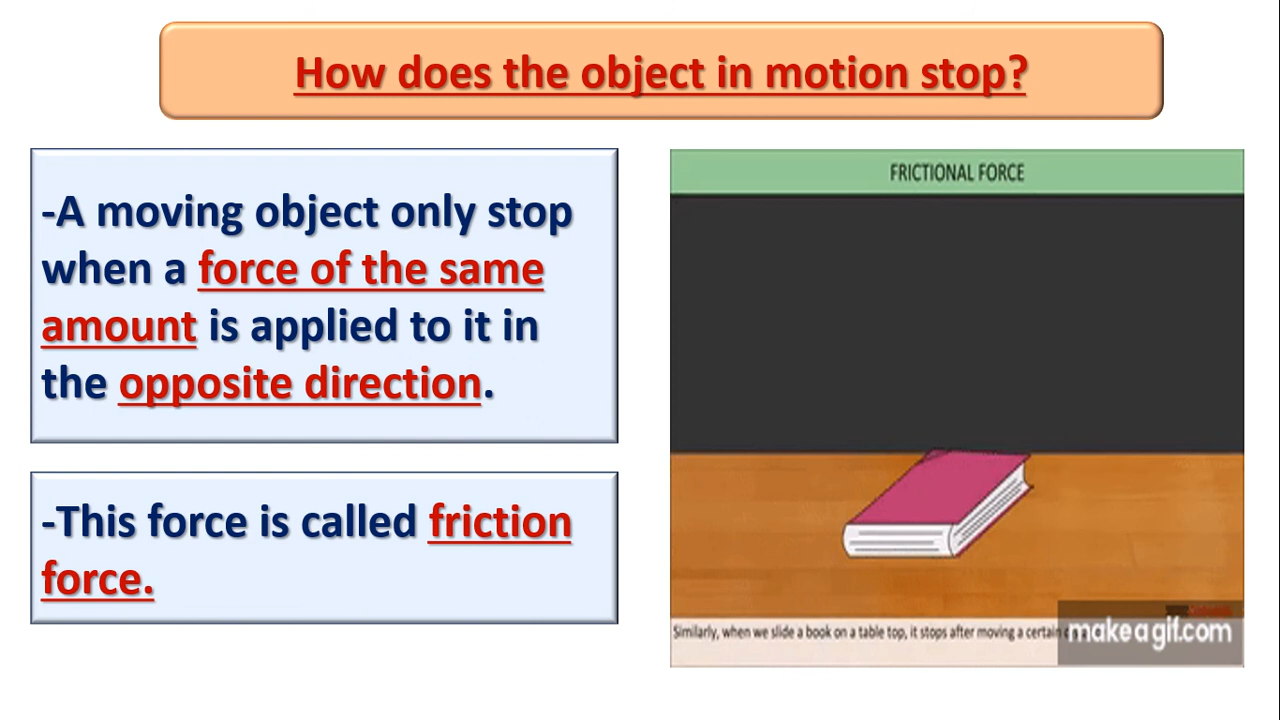 How does the object in motion stop?
-A moving object only stop
when a force of the same
amount is applied to it in
the opposite direction.
-This force is called friction
force.
FRICTIONAL FORCE
Similarly, when we slide a book on a table top, it stops after moving a certain
makeagif.com